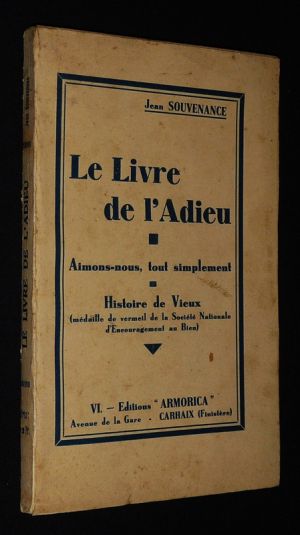 Jean SOUVENANCE
Le Livre
de l'Adieu
Aimons-nous, tout simplement
Histoire de Vieux
(médaille de vermeil de la Société Nationale
d'Encouragement au Bien)
VI. — Editions " ARMORICA "
Avenue de la Gare - CARHAIX (Finistère)
LE LIVRE DE L'ADIEU